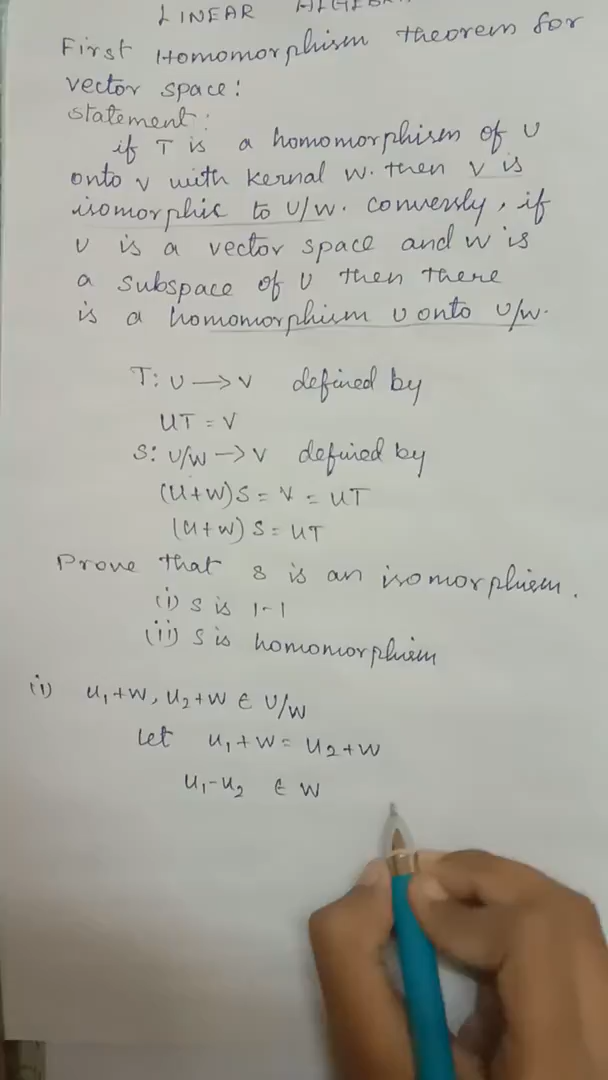 LINEAR ALGEBRA
First Homomorphism theorem for
vector space:
statement:
if T is a homomorphism of U
onto V with kernal W. then V is
isomorphic to U/W. conversly, if
U is a vector space and W is
a subspace of U then there
is a homomorphism U onto U/W.
T: U → V defined by
UT = V
S: U/W → V defined by
(U+W)S = V = UT
(U+W) S = UT
Prove that S is an isomorphism.
(i) S is 1-1
(ii) S is homomorphism
(i) u₁+W, u₂+W ∈ U/W
Let u₁+W = u₂+W
u₁-u₂ ∈ W